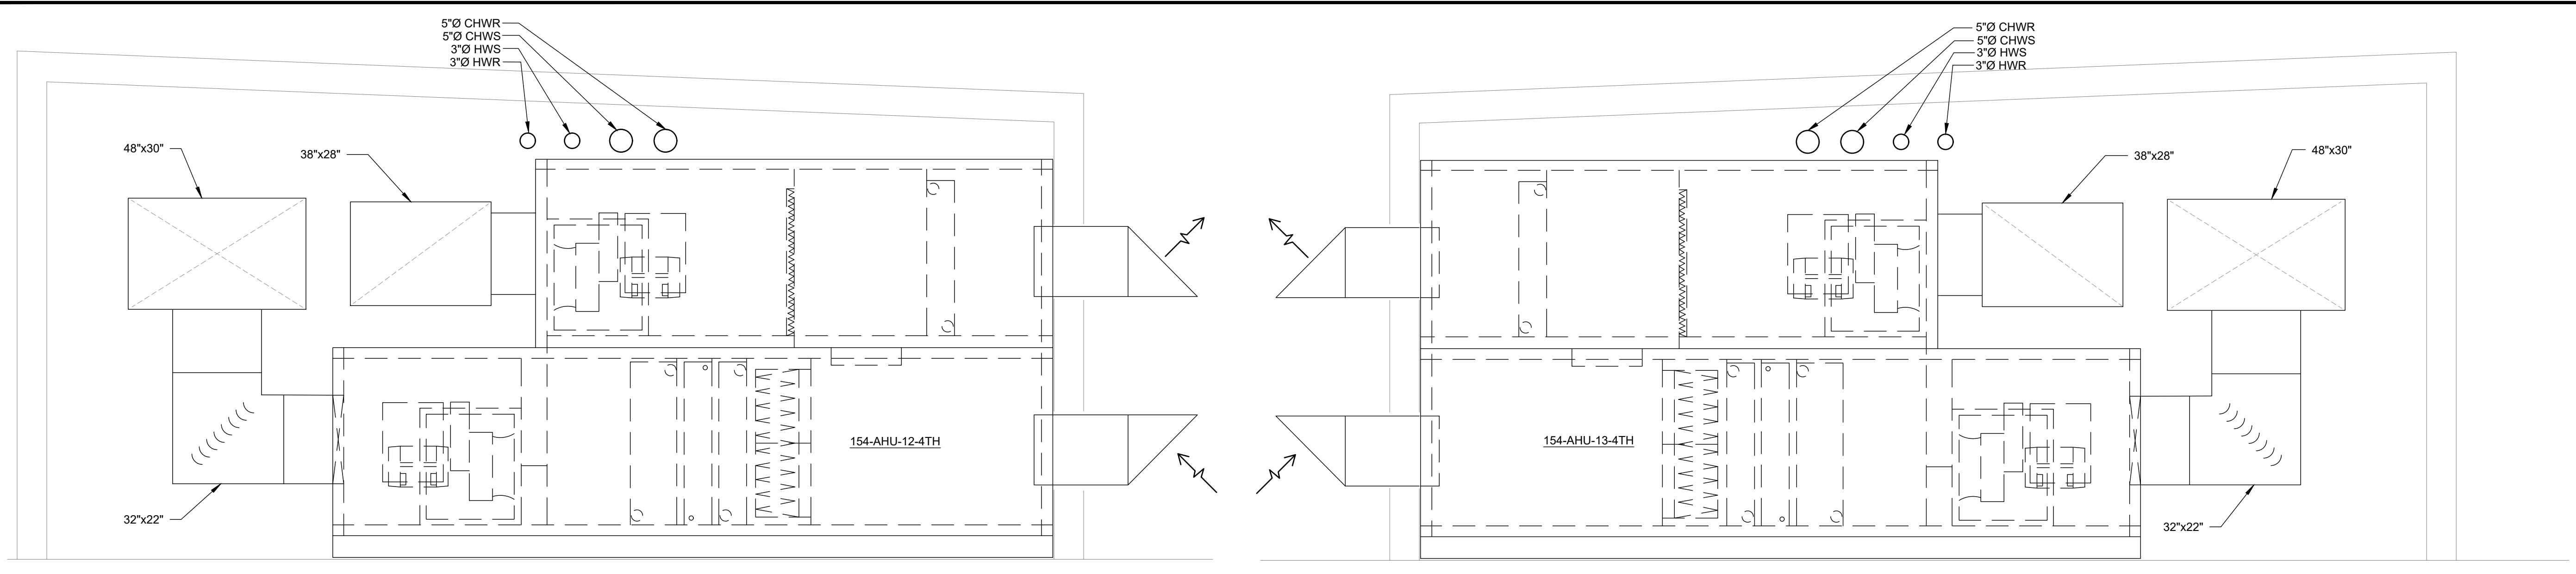 5"Ø CHWR
5"Ø CHWS
3"Ø HWS
3"Ø HWR
48"x30"
38"x28"
154-AHU-12-4TH
32"x22"
5"Ø CHWR
5"Ø CHWS
3"Ø HWS
3"Ø HWR
38"x28"
48"x30"
154-AHU-13-4TH
32"x22"